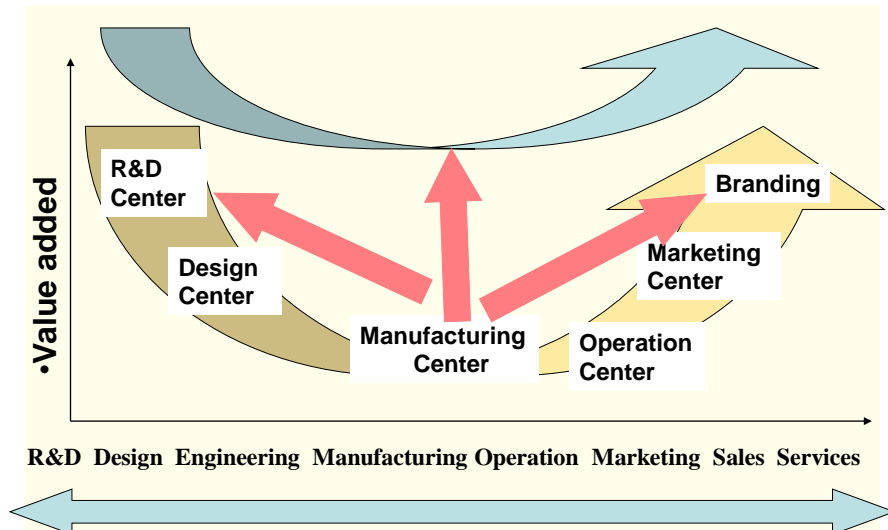 •Value added
R&D
Center
Design
Center
Manufacturing
Center
Operation
Center
Marketing
Center
Branding
R&D Design Engineering Manufacturing Operation Marketing Sales Services